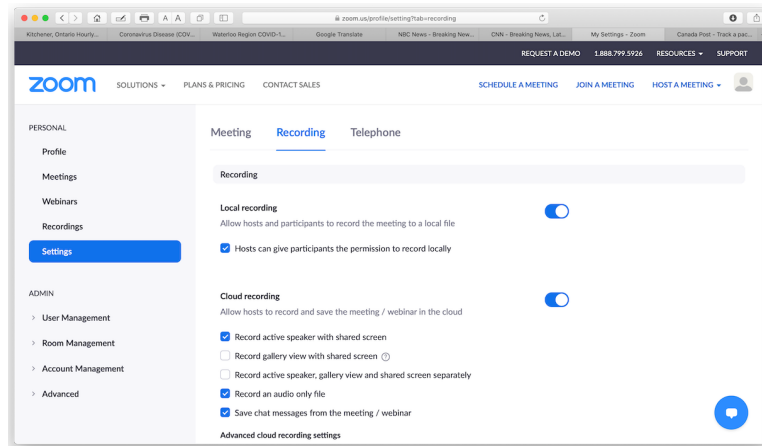 zoom.us/profile/setting?tab=recording
Kitchener, Ontario Hourly... Coronavirus Disease (COV... Waterloo Region COVID-1... Google Translate NBC News - Breaking New... CNN - Breaking News, Lat... My Settings - Zoom Canada Post - Track a pac...
REQUEST A DEMO 1.888.799.5926 RESOURCES SUPPORT
zoom SOLUTIONS PLANS & PRICING CONTACT SALES SCHEDULE A MEETING JOIN A MEETING HOST A MEETING
PERSONAL
Profile
Meetings
Webinars
Recordings
Settings
ADMIN
User Management
Room Management
Account Management
Advanced
Meeting Recording Telephone
Recording
Local recording
Allow hosts and participants to record the meeting to a local file
Hosts can give participants the permission to record locally
Cloud recording
Allow hosts to record and save the meeting / webinar in the cloud
Record active speaker with shared screen
Record gallery view with shared screen
Record active speaker, gallery view and shared screen separately
Record an audio only file
Save chat messages from the meeting / webinar
Advanced cloud recording settings